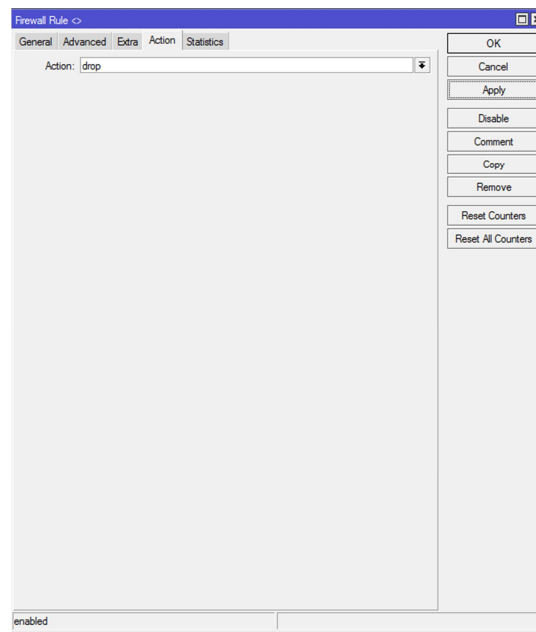 Firewall Rule <>
General Advanced Extra Action Statistics
Action: drop
OK
Cancel
Apply
Disable
Comment
Copy
Remove
Reset Counters
Reset All Counters
enabled